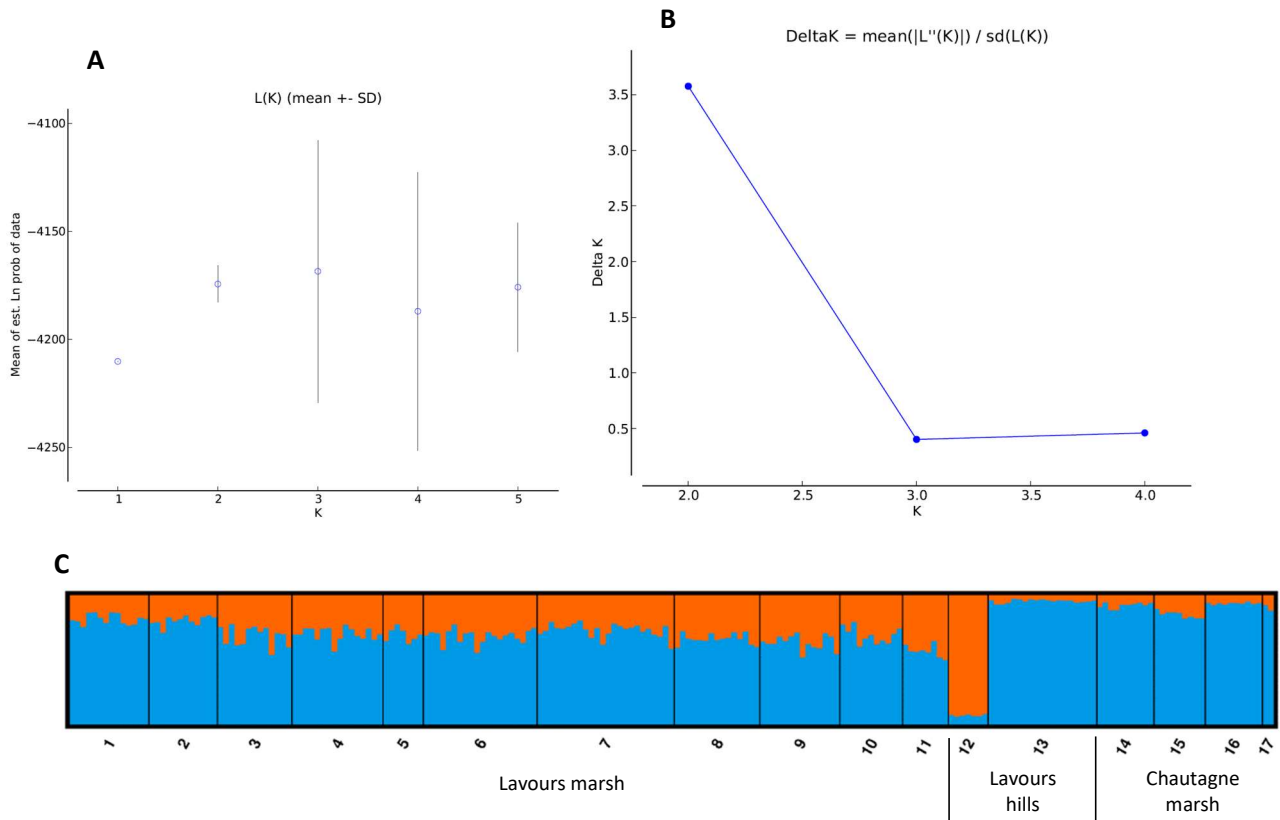 A
L(K) (mean +- SD)
Mean of est. Ln prob of data
−4100
−4150
−4200
−4250
1 2 3 4 5
K
B
DeltaK = mean(|L''(K)|) / sd(L(K))
Delta K
3.5
3.0
2.5
2.0
1.5
1.0
0.5
2.0 2.5 3.0 3.5 4.0
K
C
1 2 3 4 5 6 7 8 9 10 11 12 13 14 15 16 17
Lavours marsh
Lavours
hills
Chautagne
marsh